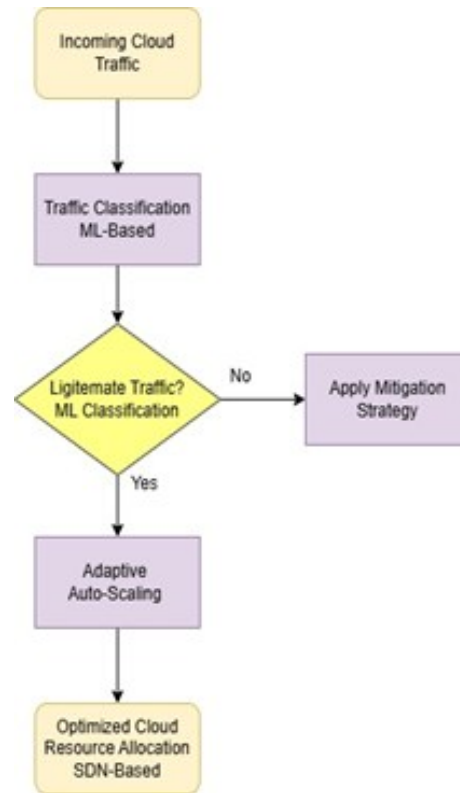 Incoming Cloud
Traffic
Traffic Classification
ML-Based
Ligitemate Traffic?
ML Classification
No
Apply Mitigation
Strategy
Yes
Adaptive
Auto-Scaling
Optimized Cloud
Resource Allocation
SDN-Based